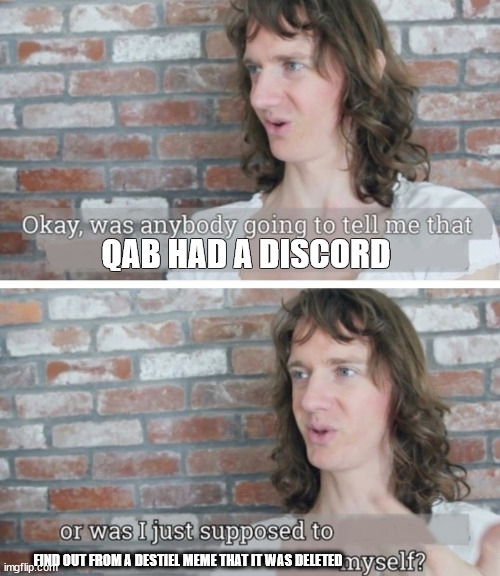 Okay, was anybody going to tell me that
QAB HAD A DISCORD
or was I just supposed to
FIND OUT FROM A DESTIEL MEME THAT IT WAS DELETED myself?
imgflip.com